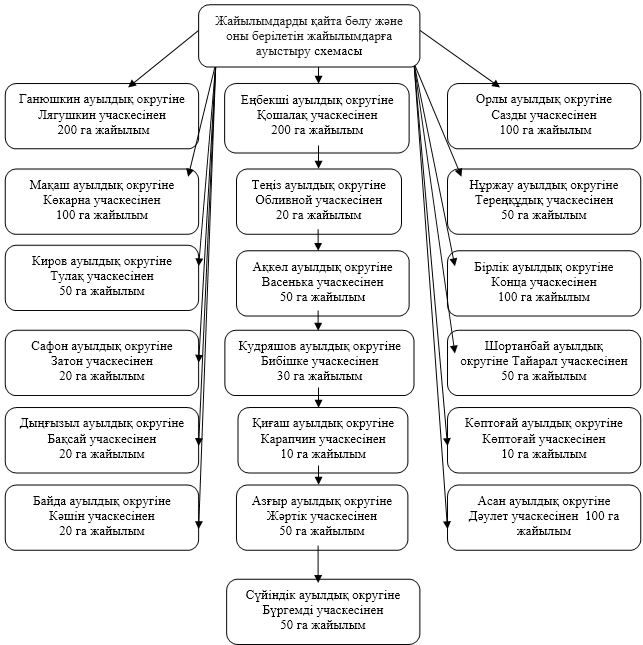 Жайылымдарды қайта бөлу және
оны берілетін жайылымдарға
ауыстыру схемасы
Ганюшкин ауылдық округіне
Лягушкин учаскесінен
200 га жайылым
Еңбекші ауылдық округіне
Қошалақ учаскесінен
200 га жайылым
Орлы ауылдық округіне
Сазды учаскесінен
100 га жайылым
Мақаш ауылдық округіне
Көкарна учаскесінен
100 га жайылым
Теңіз ауылдық округіне
Обливной учаскесінен
20 га жайылым
Нұржау ауылдық округіне
Тереңқұдық учаскесінен
50 га жайылым
Киров ауылдық округіне
Тулақ учаскесінен
50 га жайылым
Ақкөл ауылдық округіне
Васенька учаскесінен
50 га жайылым
Бірлік ауылдық округіне
Конца учаскесінен
100 га жайылым
Сафон ауылдық округіне
Затон учаскесінен
20 га жайылым
Кудряшов ауылдық округіне
Бибішке учаскесінен
30 га жайылым
Шортанбай ауылдық
округіне Тайарал учаскесінен
50 га жайылым
Дыңғызыл ауылдық округіне
Бақсай учаскесінен
20 га жайылым
Қиғаш ауылдық округіне
Карапчин учаскесінен
10 га жайылым
Көптоғай ауылдық округіне
Көптоғай учаскесінен
10 га жайылым
Байда ауылдық округіне
Кәшін учаскесінен
20 га жайылым
Азғыр ауылдық округіне
Жәртік учаскесінен
50 га жайылым
Асан ауылдық округіне
Дәулет учаскесінен 100 га
жайылым
Сүйіндік ауылдық округіне
Бүргемді учаскесінен
50 га жайылым